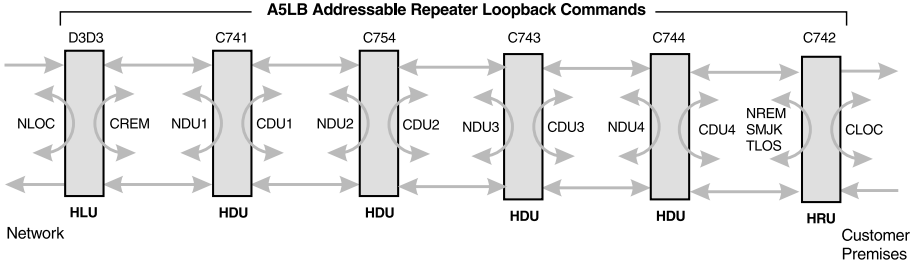 A5LB Addressable Repeater Loopback Commands
D3D3 C741 C754 C743 C744 C742
NLOC CREM NDU1 CDU1 NDU2 CDU2 NDU3 CDU3 NDU4 CDU4 NREM CLOC
SMJK
TLOS
HLU HDU HDU HDU HDU HRU
Network Customer
Premises